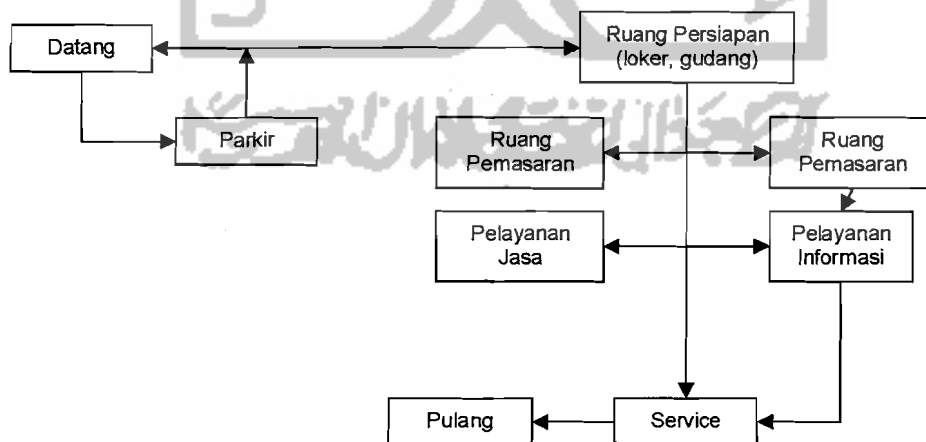 Datang
Ruang Persiapan
(loker, gudang)
Parkir
Ruang
Pemasaran
Ruang
Pemasaran
Pelayanan
Jasa
Pelayanan
Informasi
Pulang
Service